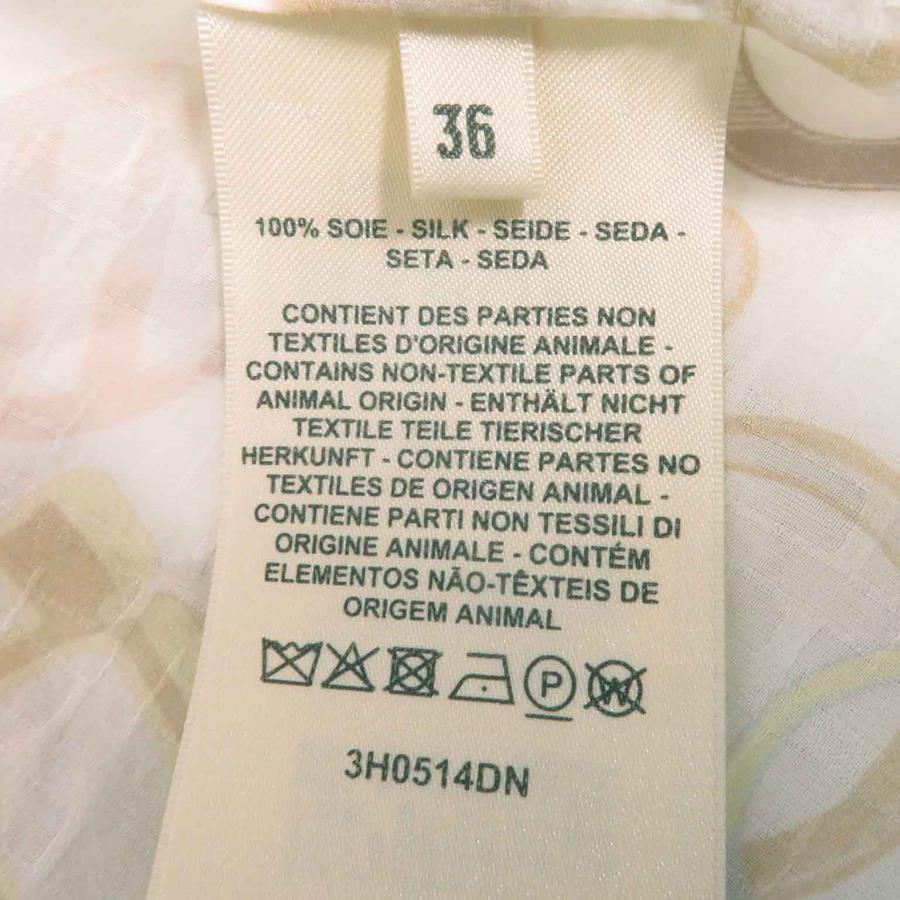 36
100% SOIE - SILK - SEIDE - SEDA -
SETA - SEDA
CONTIENT DES PARTIES NON
TEXTILES D'ORIGINE ANIMALE -
CONTAINS NON-TEXTILE PARTS OF
ANIMAL ORIGIN - ENTHÄLT NICHT
TEXTILE TEILE TIERISCHER
HERKUNFT - CONTIENE PARTES NO
TEXTILES DE ORIGEN ANIMAL -
CONTIENE PARTI NON TESSILI DI
ORIGINE ANIMALE - CONTÉM
ELEMENTOS NÃO-TÊXTEIS DE
ORIGEM ANIMAL
P W
3H0514DN